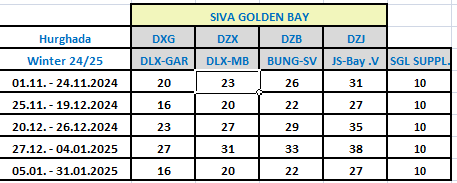 SIVA GOLDEN BAY
Hurghada DXG DZX DZB DZJ
Winter 24/25 DLX-GAR DLX-MB BUNG-SV JS-Bay .V SGL SUPPL.
01.11. - 24.11.2024 20 23 26 31 10
25.11. - 19.12.2024 16 20 22 27 10
20.12. - 26.12.2024 23 27 29 35 10
27.12. - 04.01.2025 27 31 33 38 10
05.01. - 31.01.2025 16 20 22 27 10